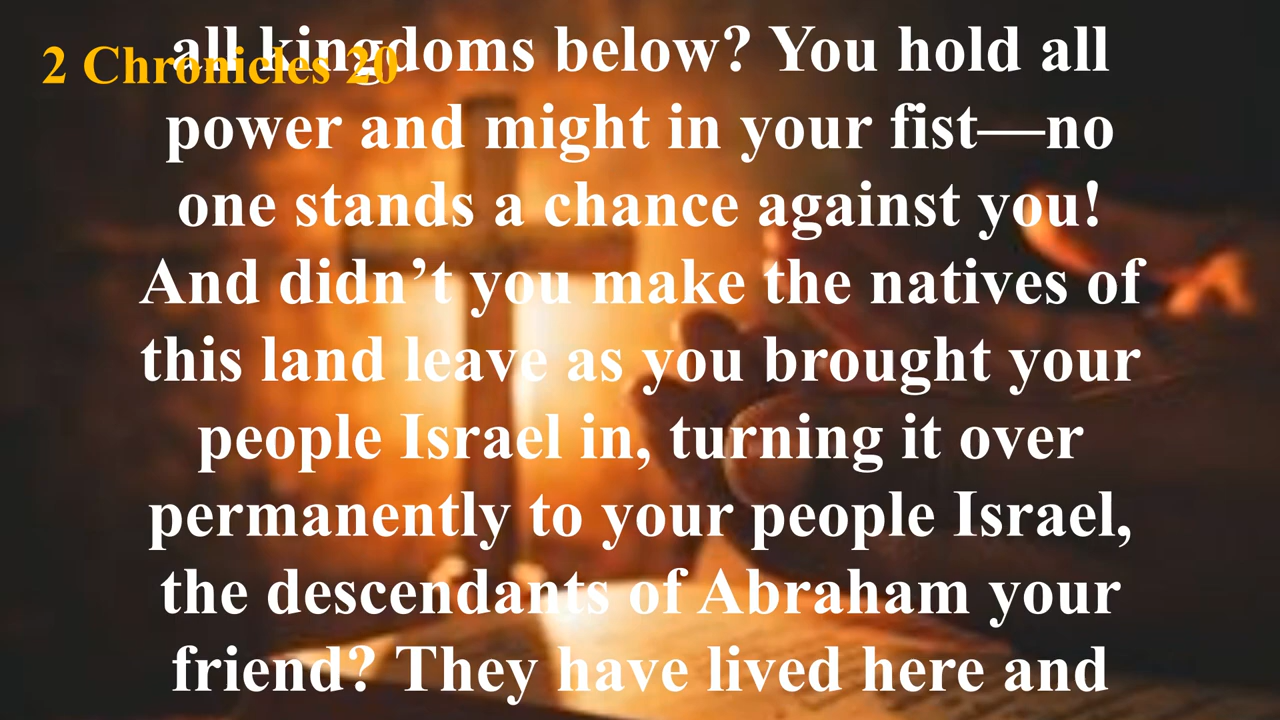 2 Chronicles 20
all kingdoms below? You hold all
power and might in your fist—no
one stands a chance against you!
And didn’t you make the natives of
this land leave as you brought your
people Israel in, turning it over
permanently to your people Israel,
the descendants of Abraham your
friend? They have lived here and